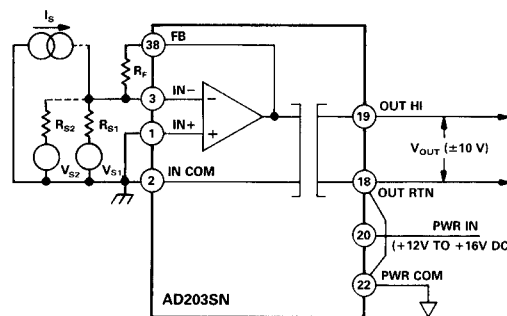 I_S
38 FB
R_F
3 IN−
R_S2
R_S1
1 IN+
V_S2
V_S1
2 IN COM
19 OUT HI
V_OUT (±10 V)
18 OUT RTN
20 PWR IN
(+12V TO +16V DC
22 PWR COM
AD203SN